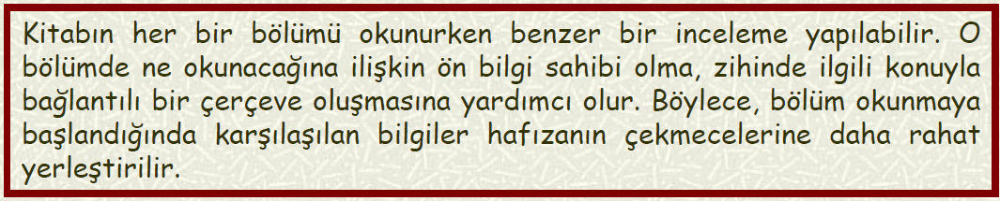 Kitabın her bir bölümü okunurken benzer bir inceleme yapılabilir. O
bölümde ne okunacağına ilişkin ön bilgi sahibi olma, zihinde ilgili konuyla
bağlantılı bir çerçeve oluşmasına yardımcı olur. Böylece, bölüm okunmaya
başlandığında karşılaşılan bilgiler hafızanın çekmecelerine daha rahat
yerleştirilir.